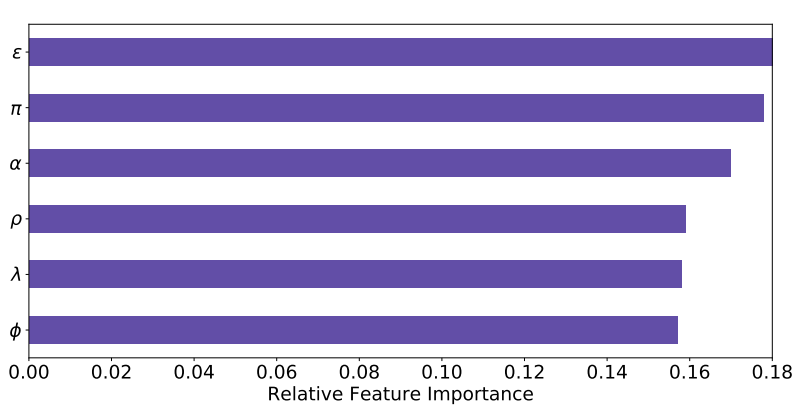 ε
π
α
ρ
λ
ϕ
0.00 0.02 0.04 0.06 0.08 0.10 0.12 0.14 0.16 0.18
Relative Feature Importance